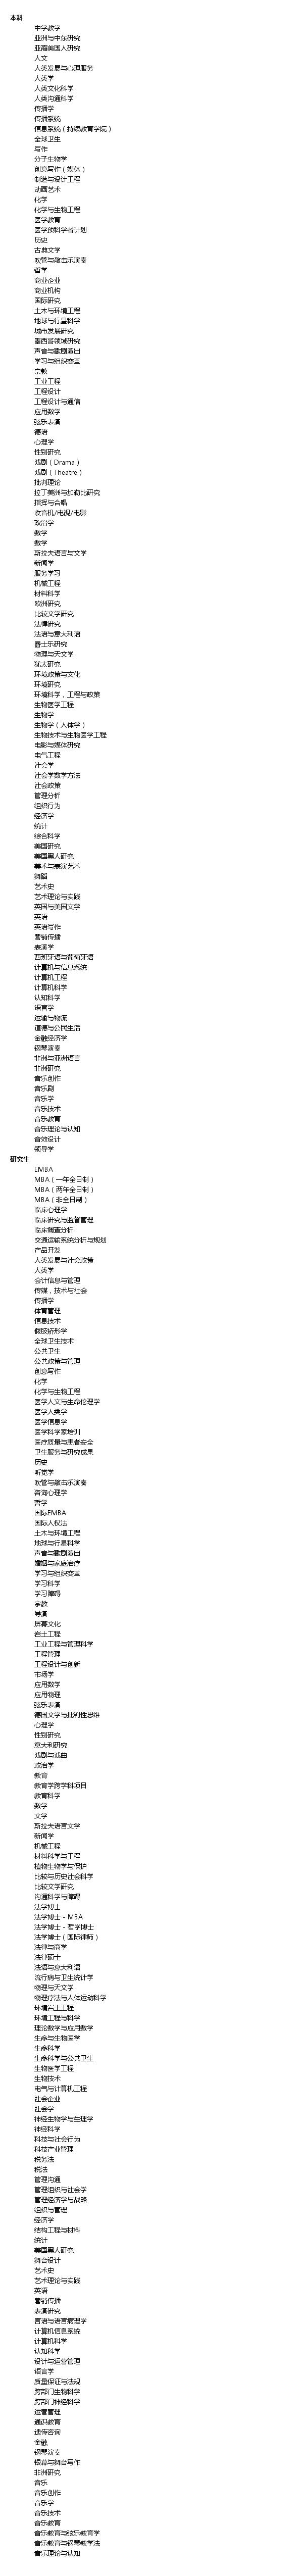 本科
中学教学
亚洲与中东研究
亚裔美国人研究
人文
人类发展与心理服务
人类学
人类文化科学
人类沟通科学
传播学
传播系统
信息系统（持续教育学院）
全球卫生
写作
分子生物学
创意写作（媒体）
制造与设计工程
动画艺术
化学
化学与生物工程
医学教育
医学预科学者计划
历史
古典文学
吹管与敲击乐演奏
哲学
商业企业
商业机构
国际研究
土木与环境工程
地球与行星科学
城市发展研究
墨西哥领域研究
声音与歌剧演出
学习与组织变革
宗教
工业工程
工程设计
工程设计与通信
应用数学
弦乐表演
德语
心理学
性别研究
戏剧（Drama）
戏剧（Theatre）
批判理论
拉丁美洲与加勒比研究
指挥与合唱
收音机/电视/电影
政治学
数学
数学
斯拉夫语言与文学
新闻学
服务学习
机械工程
材料科学
欧洲研究
比较文学研究
法律研究
法语与意大利语
爵士乐研究
物理与天文学
犹太研究
环境政策与文化
环境研究
环境科学，工程与政策
生物医学工程
生物学
生物学（人体学）
生物技术与生物医学工程
电影与媒体研究
电气工程
社会学
社会学数学方法
社会政策
管理分析
组织行为
经济学
统计
综合科学
美国研究
美国黑人研究
美术与表演艺术
舞蹈
艺术史
艺术理论与实践
英国与美国文学
英语
英语写作
营销传播
表演学
西班牙语与葡萄牙语
计算机与信息系统
计算机工程
计算机科学
认知科学
语言学
运输与物流
道德与公民生活
金融经济学
钢琴演奏
非洲与亚洲语言
非洲研究
音乐创作
音乐剧
音乐学
音乐技术
音乐教育
音乐理论与认知
音效设计
领导学
研究生
EMBA
MBA（一年全日制）
MBA（两年全日制）
MBA（非全日制）
临床心理学
临床研究与监督管理
临床调查分析
交通运输系统分析与规划
产品开发
人类发展与社会政策
人类学
会计信息与管理
传媒，技术与社会
传播学
体育管理
信息技术
假肢矫形学
全球卫生技术
公共卫生
公共政策与管理
创意写作
化学
化学与生物工程
医学人文与生命伦理学
医学人类学
医学信息学
医学科学家培训
医疗质量与患者安全
卫生服务与研究成果
历史
听觉学
吹管与敲击乐演奏
咨询心理学
哲学
国际EMBA
国际人权法
土木与环境工程
地球与行星科学
声音与歌剧演出
婚姻与家庭治疗
学习与组织变革
学习科学
学习障碍
宗教
导演
屏幕文化
岩土工程
工业工程与管理科学
工程管理
工程设计与创新
市场学
应用数学
应用物理
弦乐表演
德国文学与批判性思维
心理学
性别研究
意大利研究
戏剧与戏曲
政治学
教育
教育学跨学科项目
教育科学
数学
文学
斯拉夫语言文学
新闻学
机械工程
材料科学与工程
植物生物学与保护
比较与历史社会科学
比较文学研究
沟通科学与障碍
法学博士
法学博士 - MBA
法学博士 - 哲学博士
法学博士（国际律师）
法律与商学
法律硕士
法语与意大利语
流行病与卫生统计学
物理与天文学
物理疗法与人体运动科学
环境岩土工程
环境工程与科学
理论数学与应用数学
生命与生物医学
生命科学
生命科学与公共卫生
生物医学工程
生物技术
电气与计算机工程
社会企业
社会学
神经生物学与生理学
神经科学
科技与社会行为
科技产业管理
税务法
税法
管理沟通
管理组织与社会学
管理经济学与战略
组织与管理
经济学
结构工程与材料
统计
美国黑人研究
舞台设计
艺术史
艺术理论与实践
英语
营销传播
表演研究
言语与语言病理学
计算机信息系统
计算机科学
认知科学
设计与运营管理
语言学
质量保证与法规
跨部门生物科学
跨部门神经科学
运营管理
通识教育
遗传咨询
金融
钢琴演奏
银幕与舞台写作
非洲研究
音乐
音乐创作
音乐学
音乐技术
音乐教育
音乐教育与弦乐教育学
音乐教育与钢琴教学法
音乐理论与认知